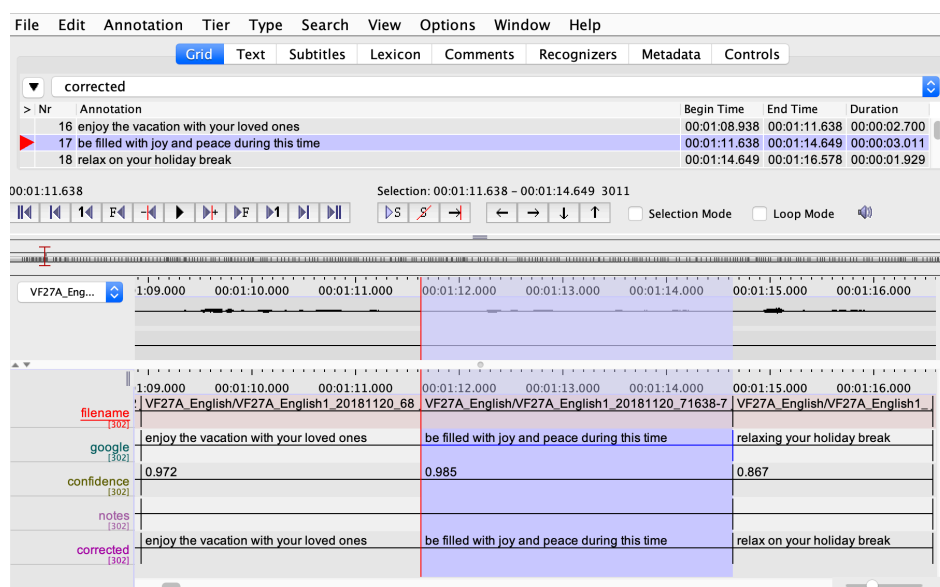 File Edit Annotation Tier Type Search View Options Window Help
Grid Text Subtitles Lexicon Comments Recognizers Metadata Controls
corrected
> Nr Annotation Begin Time End Time Duration
16 enjoy the vacation with your loved ones 00:01:08.938 00:01:11.638 00:00:02.700
17 be filled with joy and peace during this time 00:01:11.638 00:01:14.649 00:00:03.011
18 relax on your holiday break 00:01:14.649 00:01:16.578 00:00:01.929
00:01:11.638 Selection: 00:01:11.638 - 00:01:14.649 3011
1 F + F 1 S S Selection Mode Loop Mode
VF27A_Eng... 1:09.000 00:01:10.000 00:01:11.000 00:01:12.000 00:01:13.000 00:01:14.000 00:01:15.000 00:01:16.000
1:09.000 00:01:10.000 00:01:11.000 00:01:12.000 00:01:13.000 00:01:14.000 00:01:15.000 00:01:16.000
filename [302] VF27A_English/VF27A_English1_20181120_68 VF27A_English/VF27A_English1_20181120_71638-7 VF27A_English/VF27A_English1_
google [302] enjoy the vacation with your loved ones be filled with joy and peace during this time relaxing your holiday break
confidence [302] 0.972 0.985 0.867
notes [302]
corrected [302] enjoy the vacation with your loved ones be filled with joy and peace during this time relax on your holiday break